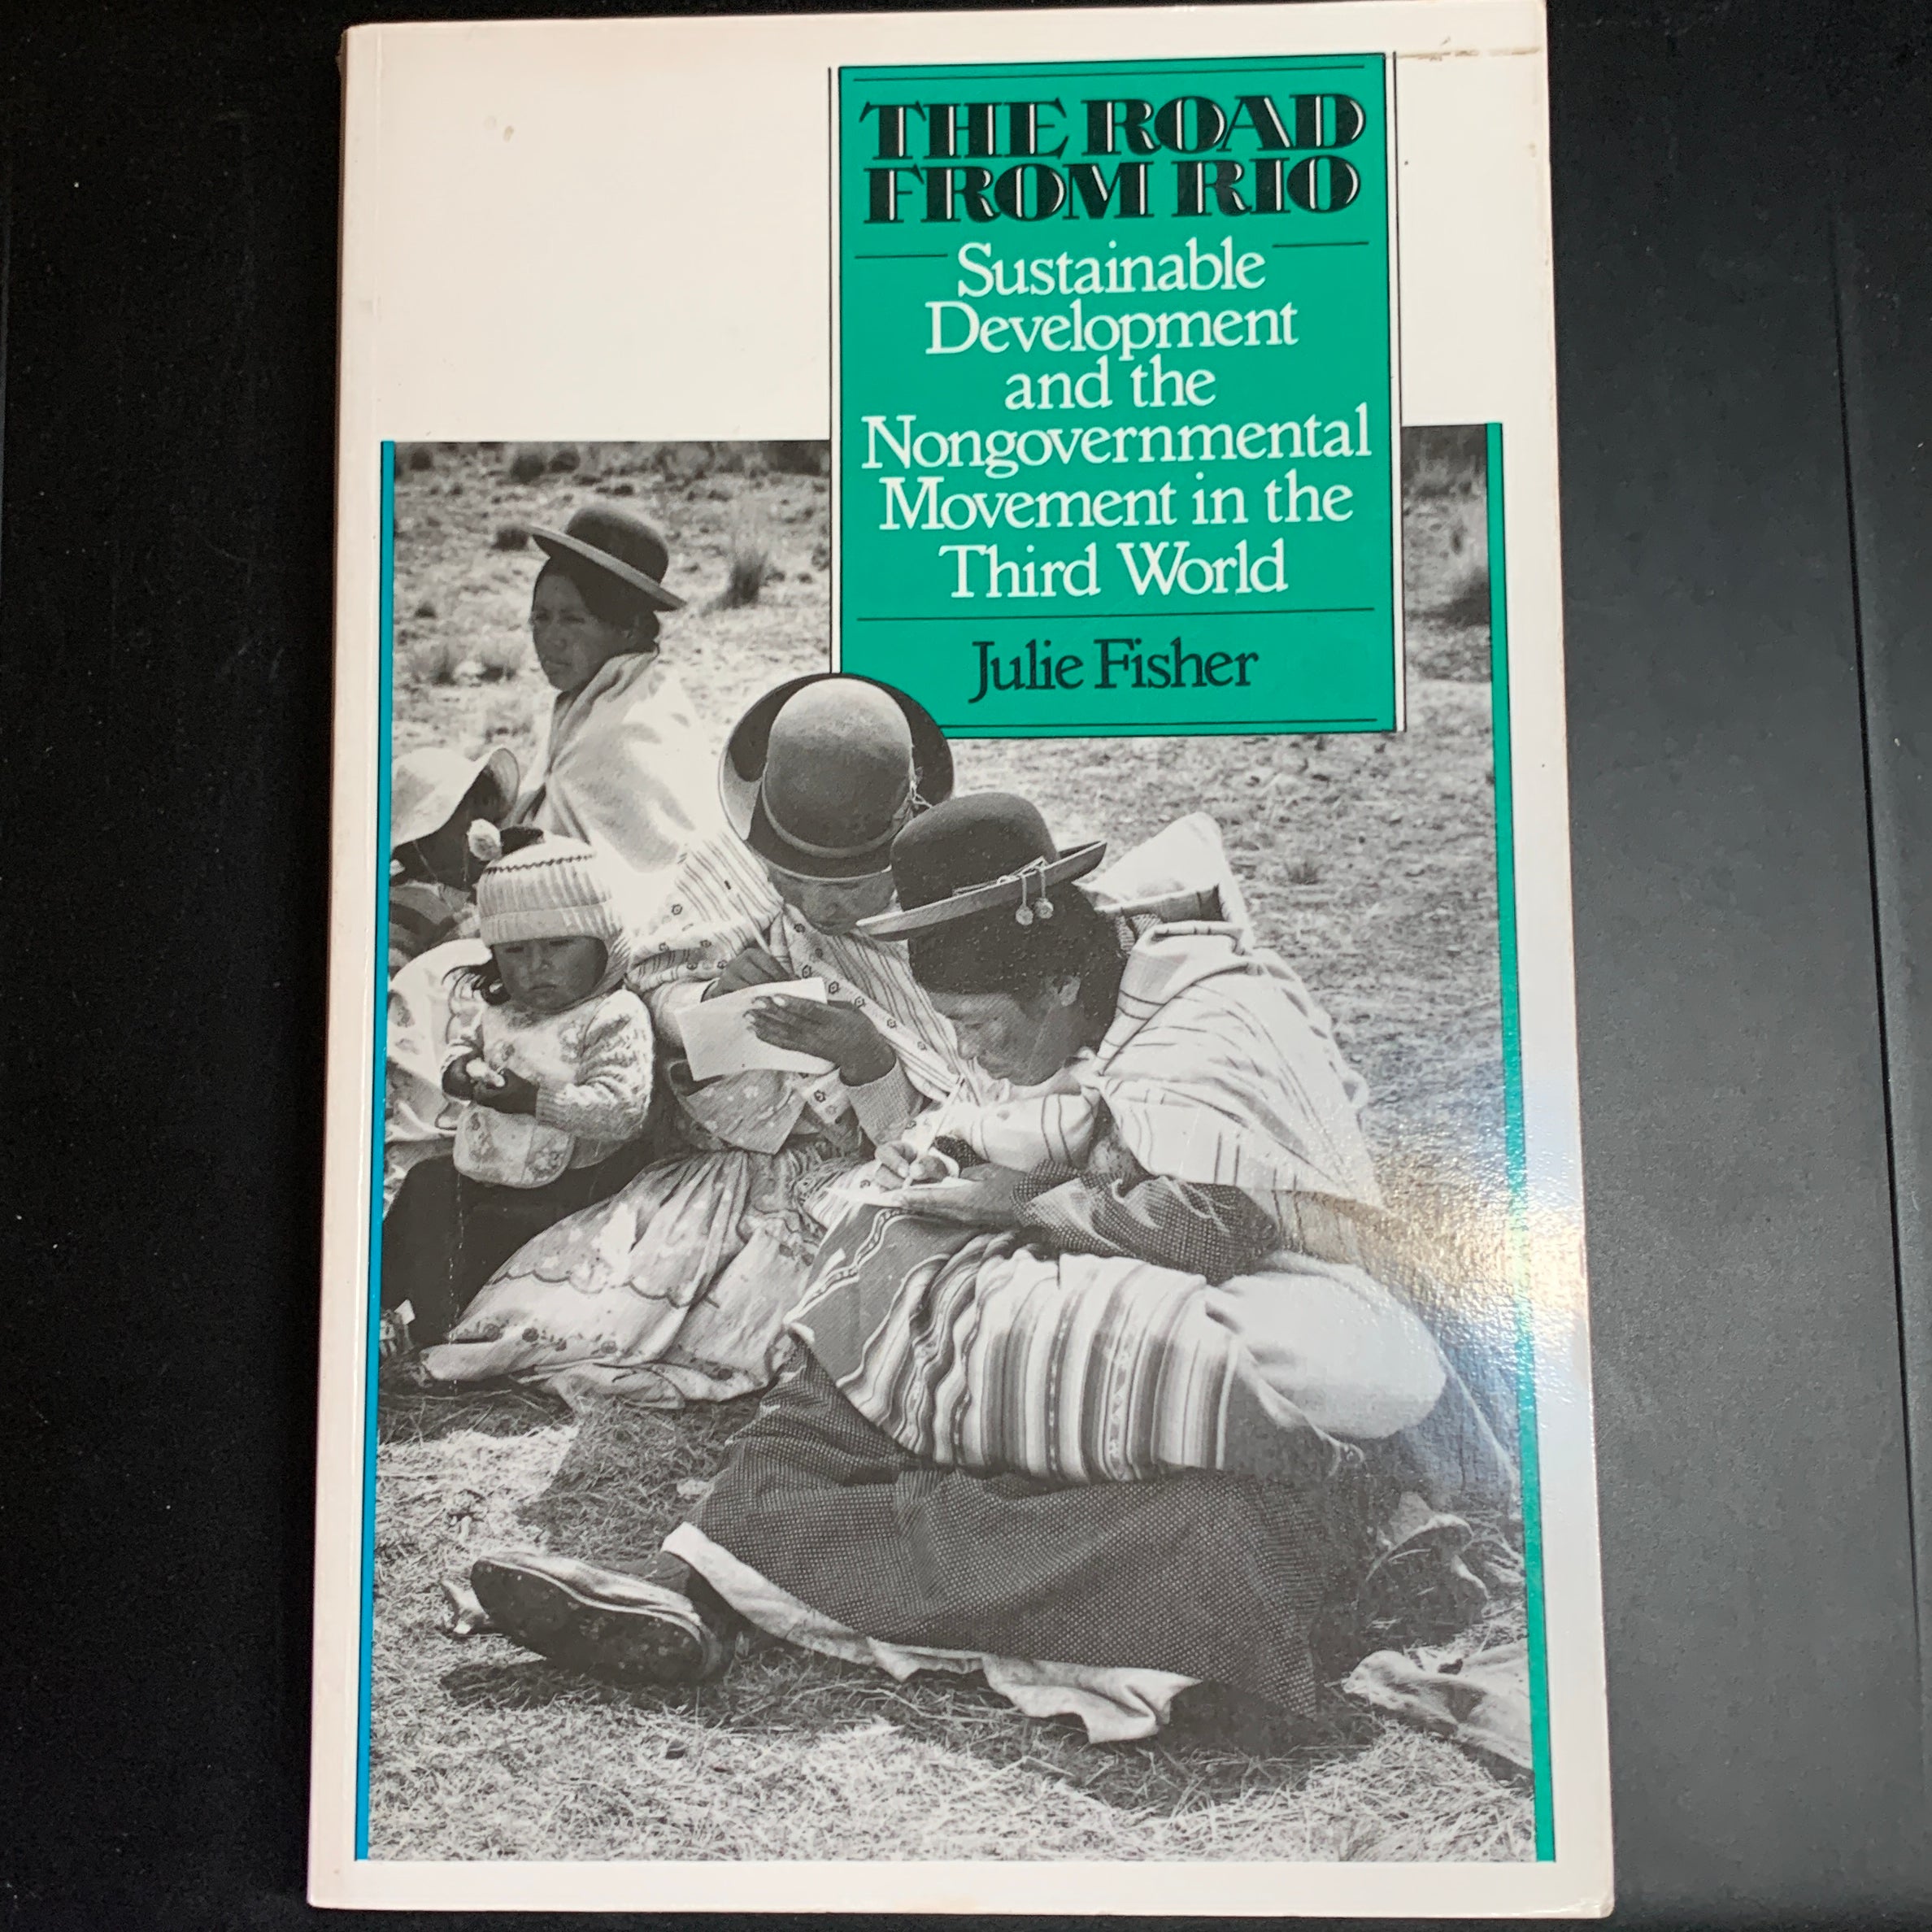 THE ROAD
FROM RIO
Sustainable
Development
and the
Nongovernmental
Movement in the
Third World
Julie Fisher